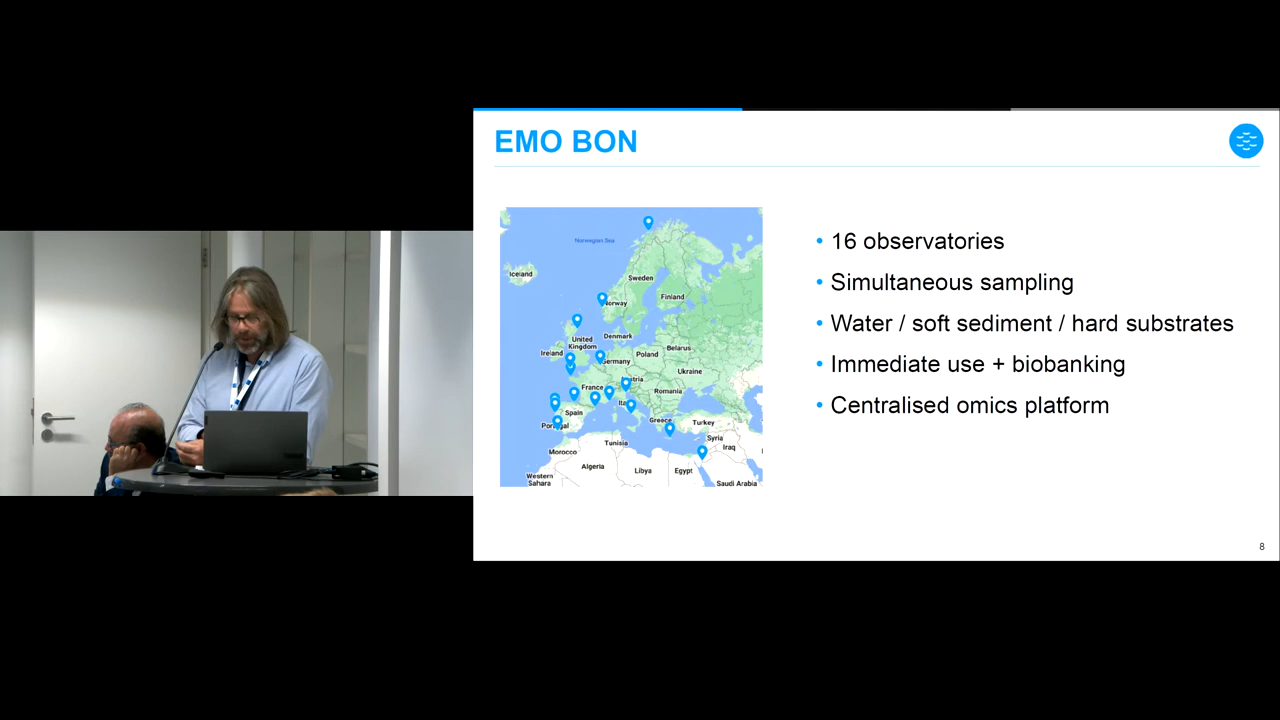 EMO BON
Norwegian Sea
Iceland
Sweden
Finland
Norway
United
Kingdom
Denmark
Ireland
Belarus
Poland
Germany
Ukraine
France
Romania
Spain
Greece
Turkey
Portugal
Syria
Tunisia
Iraq
Morocco
Algeria
Libya
Egypt
Western
Sahara
Saudi Arabia
• 16 observatories
• Simultaneous sampling
• Water / soft sediment / hard substrates
• Immediate use + biobanking
• Centralised omics platform
8